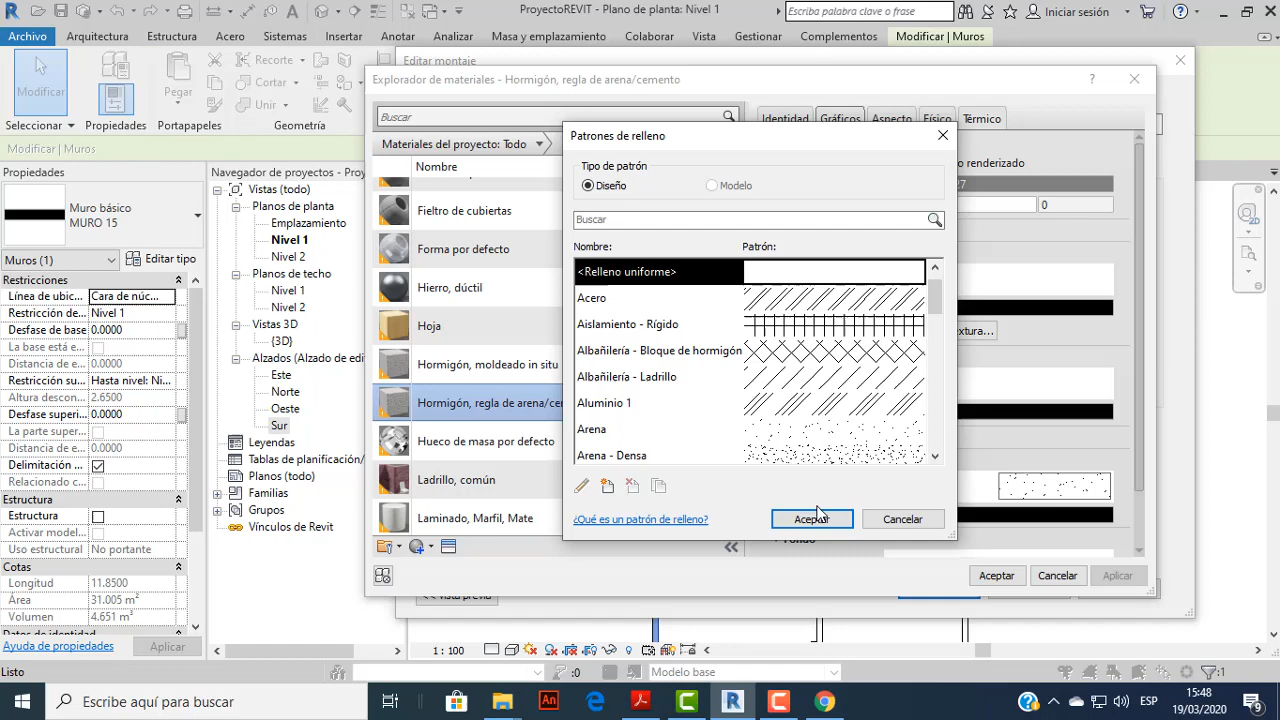 ProyectoREVIT - Plano de planta: Nivel 1
Escriba palabra clave o frase
Iniciar sesión
Archivo Arquitectura Estructura Acero Sistemas Insertar Anotar Analizar Masa y emplazamiento Colaborar Vista Gestionar Complementos Modificar | Muros
Modificar
Pegar
Recorte
Cortar
Unir
Seleccionar Propiedades Portapapeles Geometría
Modificar | Muros
Editar montaje
Explorador de materiales - Hormigón, regla de arena/cemento
Buscar
Materiales del proyecto: Todo
Nombre
Fieltro de cubiertas
Forma por defecto
Hierro, dúctil
Hoja
Hormigón, moldeado in situ
Hormigón, regla de arena/cem
Hueco de masa por defecto
Ladrillo, común
Laminado, Marfil, Mate
Identidad Gráficos Aspecto Físico Térmico
o renderizado
27
0
extura...
Fondo
Aceptar Cancelar Aplicar
<< Vista previa
Patrones de relleno
Tipo de patrón
Diseño Modelo
Buscar
Nombre: Patrón:
<Relleno uniforme>
Acero
Aislamiento - Rígido
Albañilería - Bloque de hormigón
Albañilería - Ladrillo
Aluminio 1
Arena
Arena - Densa
¿Qué es un patrón de relleno? Aceptar Cancelar
Propiedades
Muro básico
MURO 15
Muros (1) Editar tipo
Restricciones
Línea de ubic... Cara de núc...
Restricción de... Nivel 1
Desfase de base 0.0000
La base está e...
Distancia de e... 0.0000
Restricción su... Hasta nivel: Ni...
Altura descon... 2.6500
Desfase superi... 0.0000
La parte super...
Distancia de e... 0.0000
Delimitación ...
Relacionado c...
Estructura
Estructura
Activar model...
Uso estructural No portante
Cotas
Longitud 11.8500
Área 31.005 m²
Volumen 4.651 m³
Datos de identidad
Ayuda de propiedades Aplicar
Navegador de proyectos - Proy
Vistas (todo)
Planos de planta
Emplazamiento
Nivel 1
Nivel 2
Planos de techo
Nivel 1
Nivel 2
Vistas 3D
{3D}
Alzados (Alzado de edi
Este
Norte
Oeste
Sur
Leyendas
Tablas de planificación/
Planos (todo)
Familias
Grupos
Vínculos de Revit
1 : 100
Listo
:0
Modelo base
:1
Escribe aquí para buscar
An
R
ESP
15:48
19/03/2020
9